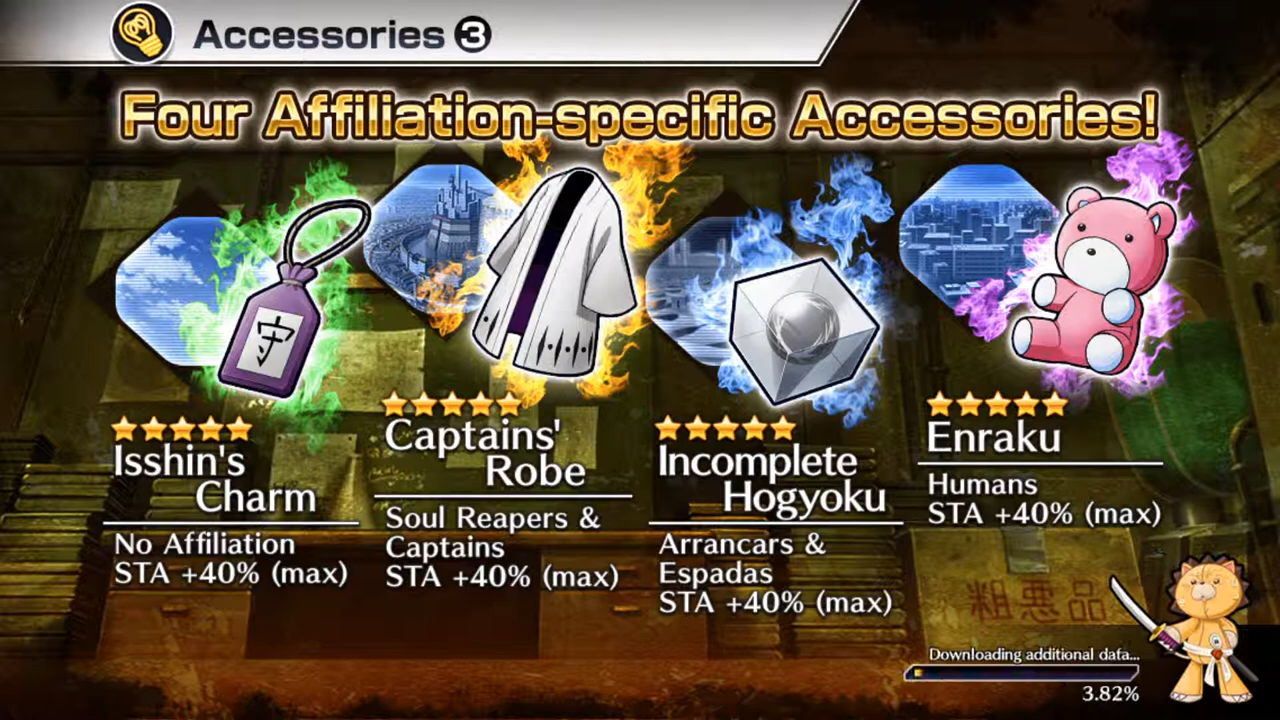 Accessories 3
Four Affiliation-specific Accessories!
守
Isshin's
Charm
No Affiliation
STA +40% (max)
Captains'
Robe
Soul Reapers &
Captains
STA +40% (max)
Incomplete
Hogyoku
Arrancars &
Espadas
STA +40% (max)
Enraku
Humans
STA +40% (max)
粗悪品
Downloading additional data...
3.82%